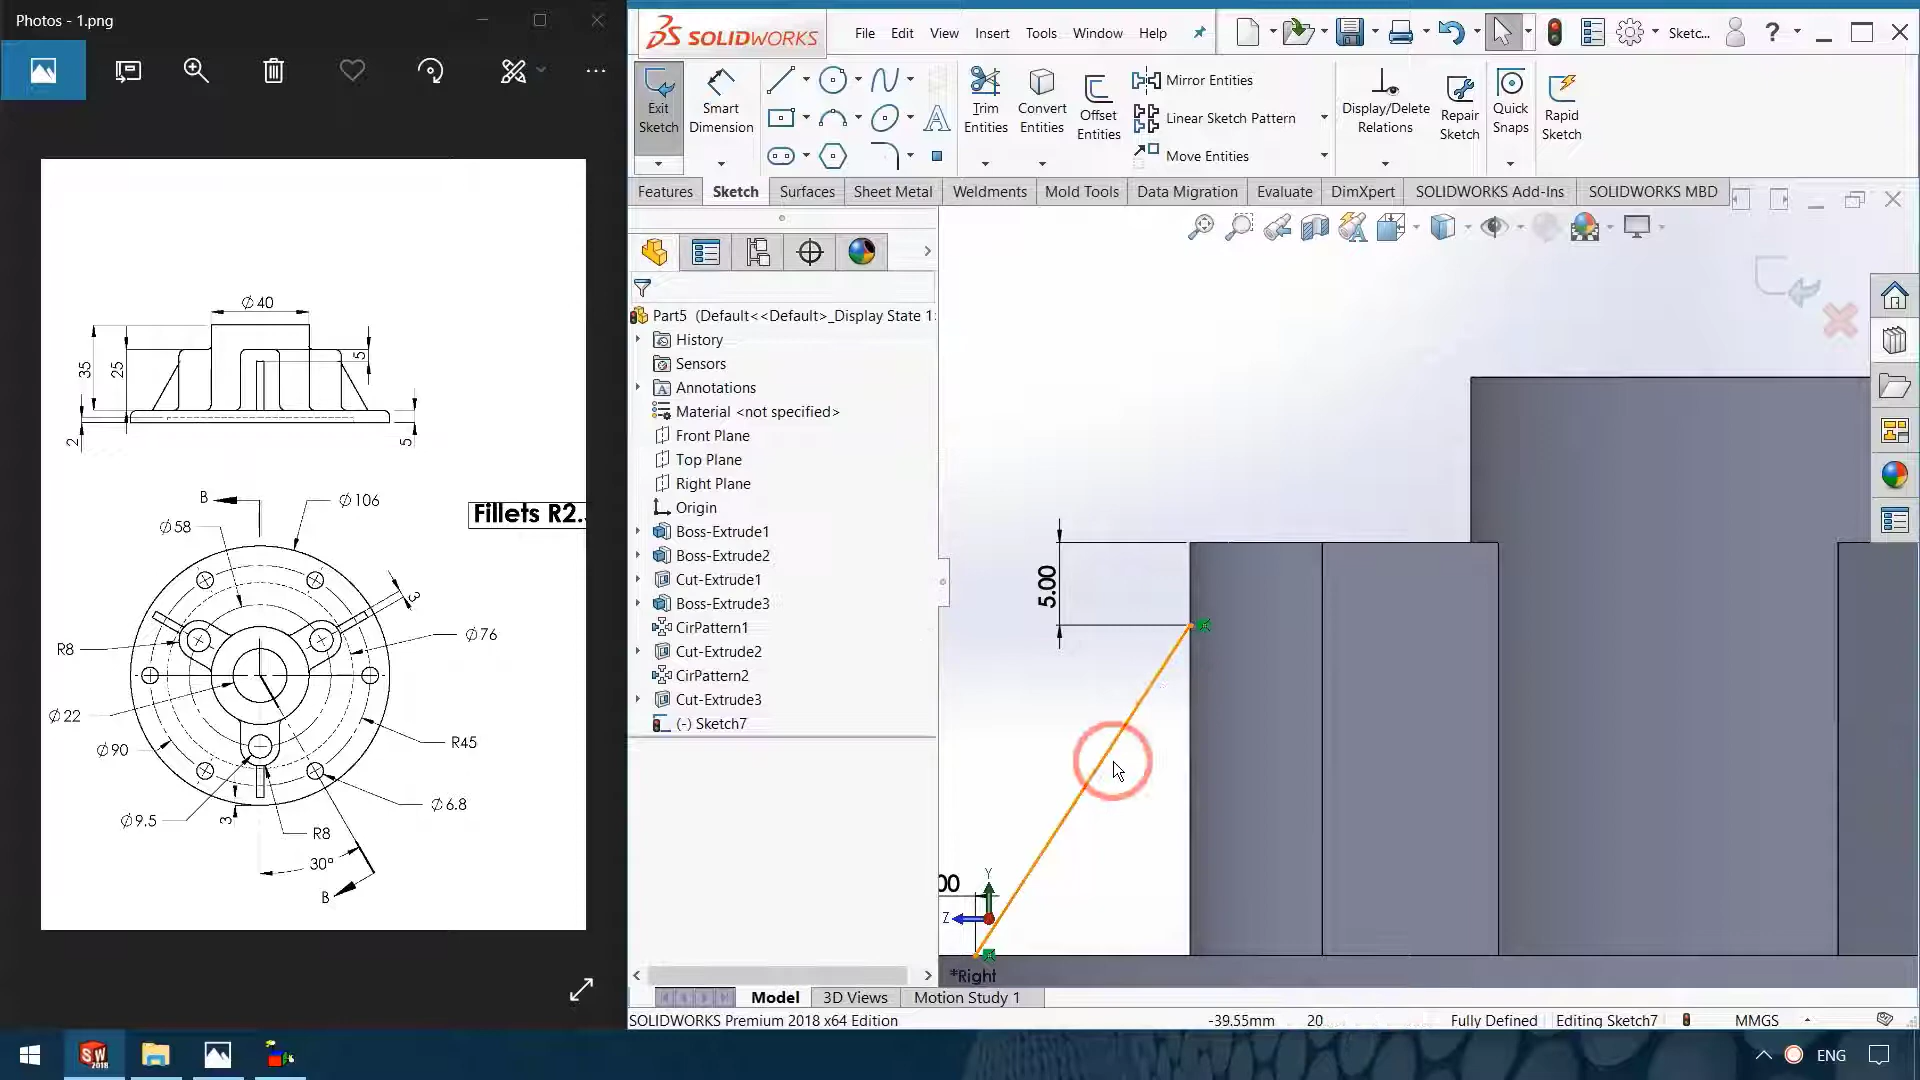 Photos - 1.png
Ø40
35
25
5
2
5
B
Ø106
Ø58
Fillets R2.
3
R8
Ø76
Ø22
Ø90
R45
Ø6.8
Ø9.5
3
R8
30°
B
SOLIDWORKS
File Edit View Insert Tools Window Help
Sketc...
?
Exit Sketch
Smart Dimension
Trim Entities
Convert Entities
Offset Entities
Mirror Entities
Linear Sketch Pattern
Move Entities
Display/Delete Relations
Repair Sketch
Quick Snaps
Rapid Sketch
Features Sketch Surfaces Sheet Metal Weldments Mold Tools Data Migration Evaluate DimXpert SOLIDWORKS Add-Ins SOLIDWORKS MBD
Part5 (Default<<Default>_Display State 1
History
Sensors
Annotations
Material <not specified>
Front Plane
Top Plane
Right Plane
Origin
Boss-Extrude1
Boss-Extrude2
Cut-Extrude1
Boss-Extrude3
CirPattern1
Cut-Extrude2
CirPattern2
Cut-Extrude3
(-) Sketch7
5.00
00
Y
Z
*Right
Model 3D Views Motion Study 1
SOLIDWORKS Premium 2018 x64 Edition
-39.55mm 20 Fully Defined Editing Sketch7 MMGS
SW 2018
ENG